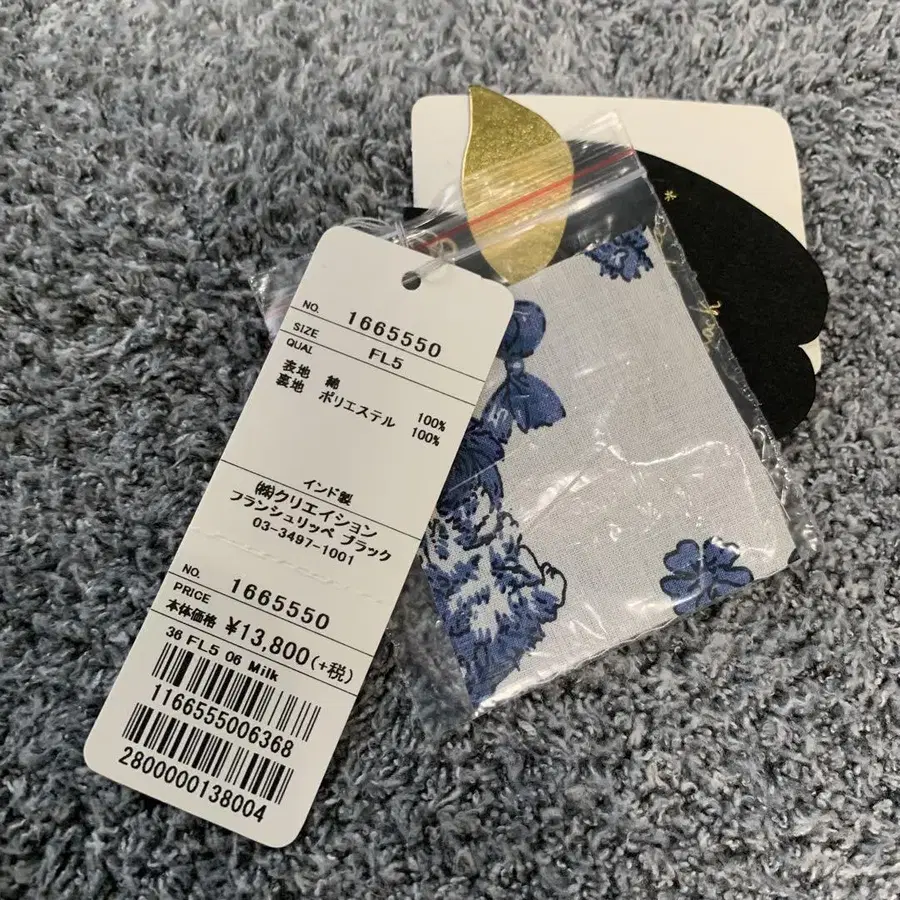 NO. 1665550
SIZE FL5
QUAL
表地 綿 100%
裏地 ポリエステル 100%
インド製
㈱クリエイション
フランシュリッペ ブラック
03-3497-1001
NO. 1665550
PRICE
本体価格 ¥13,800(+税)
36 FL5 06 Milk
1166555006368
2800000138004